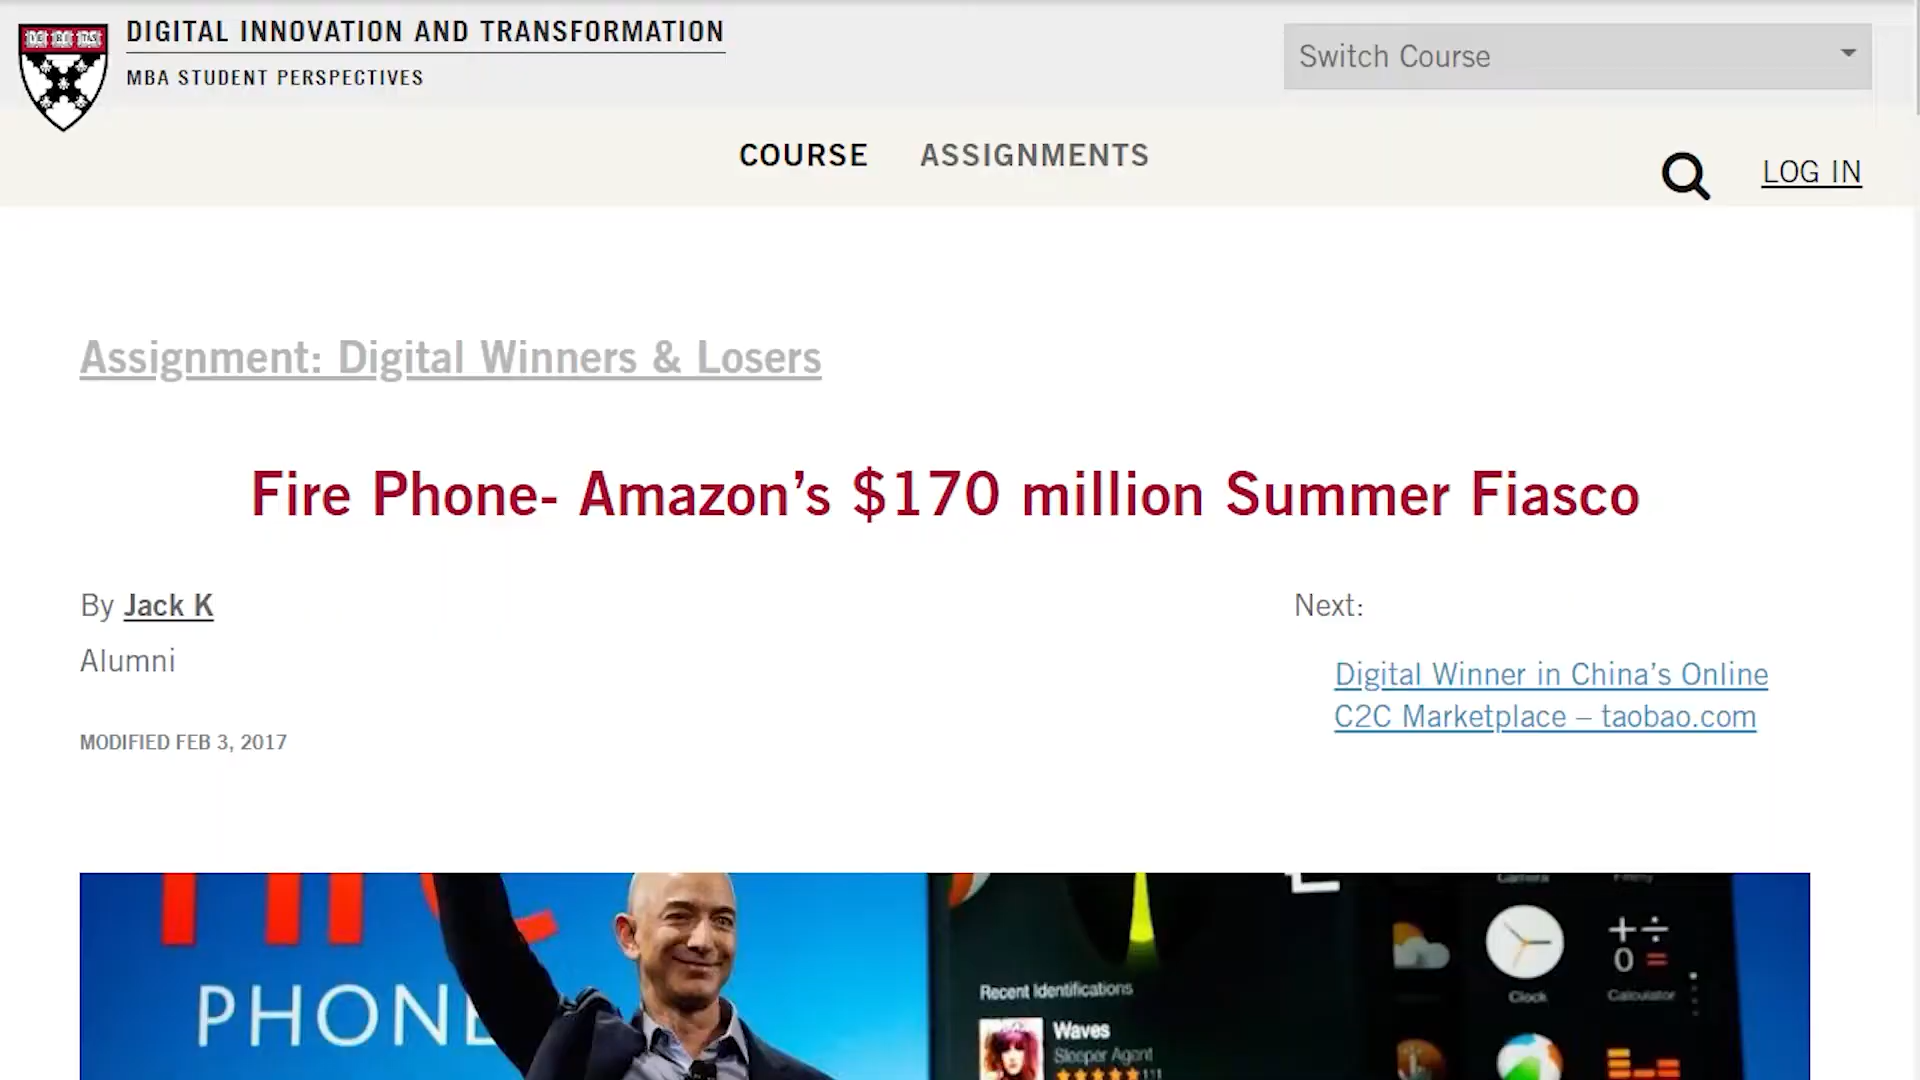 DIGITAL INNOVATION AND TRANSFORMATION
MBA STUDENT PERSPECTIVES
Switch Course
COURSE ASSIGNMENTS
LOG IN
Assignment: Digital Winners & Losers
Fire Phone- Amazon’s $170 million Summer Fiasco
By Jack K
Alumni
MODIFIED FEB 3, 2017
Next:
Digital Winner in China’s Online
C2C Marketplace – taobao.com
PHONE
Recent Identifications
Waves
Sleeper Agent
Clock
Calculator